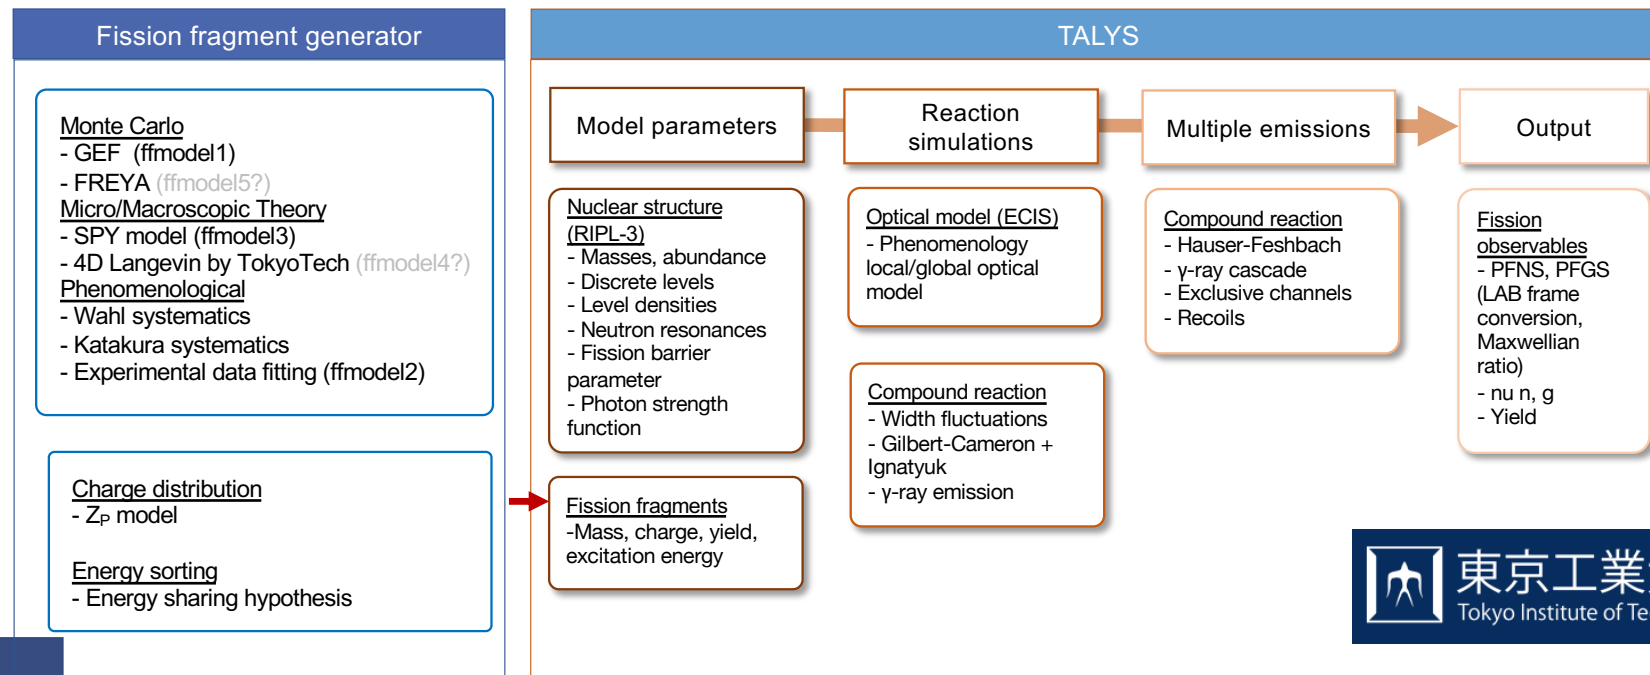 Fission fragment generator
Monte Carlo
- GEF (ffmodel1)
- FREYA (ffmodel5?)
Micro/Macroscopic Theory
- SPY model (ffmodel3)
- 4D Langevin by TokyoTech (ffmodel4?)
Phenomenological
- Wahl systematics
- Katakura systematics
- Experimental data fitting (ffmodel2)
Charge distribution
- ZP model
Energy sorting
- Energy sharing hypothesis
TALYS
Model parameters
Nuclear structure
(RIPL-3)
- Masses, abundance
- Discrete levels
- Level densities
- Neutron resonances
- Fission barrier
parameter
- Photon strength
function
Fission fragments
-Mass, charge, yield,
excitation energy
Reaction
simulations
Optical model (ECIS)
- Phenomenology
local/global optical
model
Compound reaction
- Width fluctuations
- Gilbert-Cameron +
Ignatyuk
- γ-ray emission
Multiple emissions
Compound reaction
- Hauser-Feshbach
- γ-ray cascade
- Exclusive channels
- Recoils
Output
Fission
observables
- PFNS, PFGS
(LAB frame
conversion,
Maxwellian
ratio)
- nu n, g
- Yield
東京工業
Tokyo Institute of Te